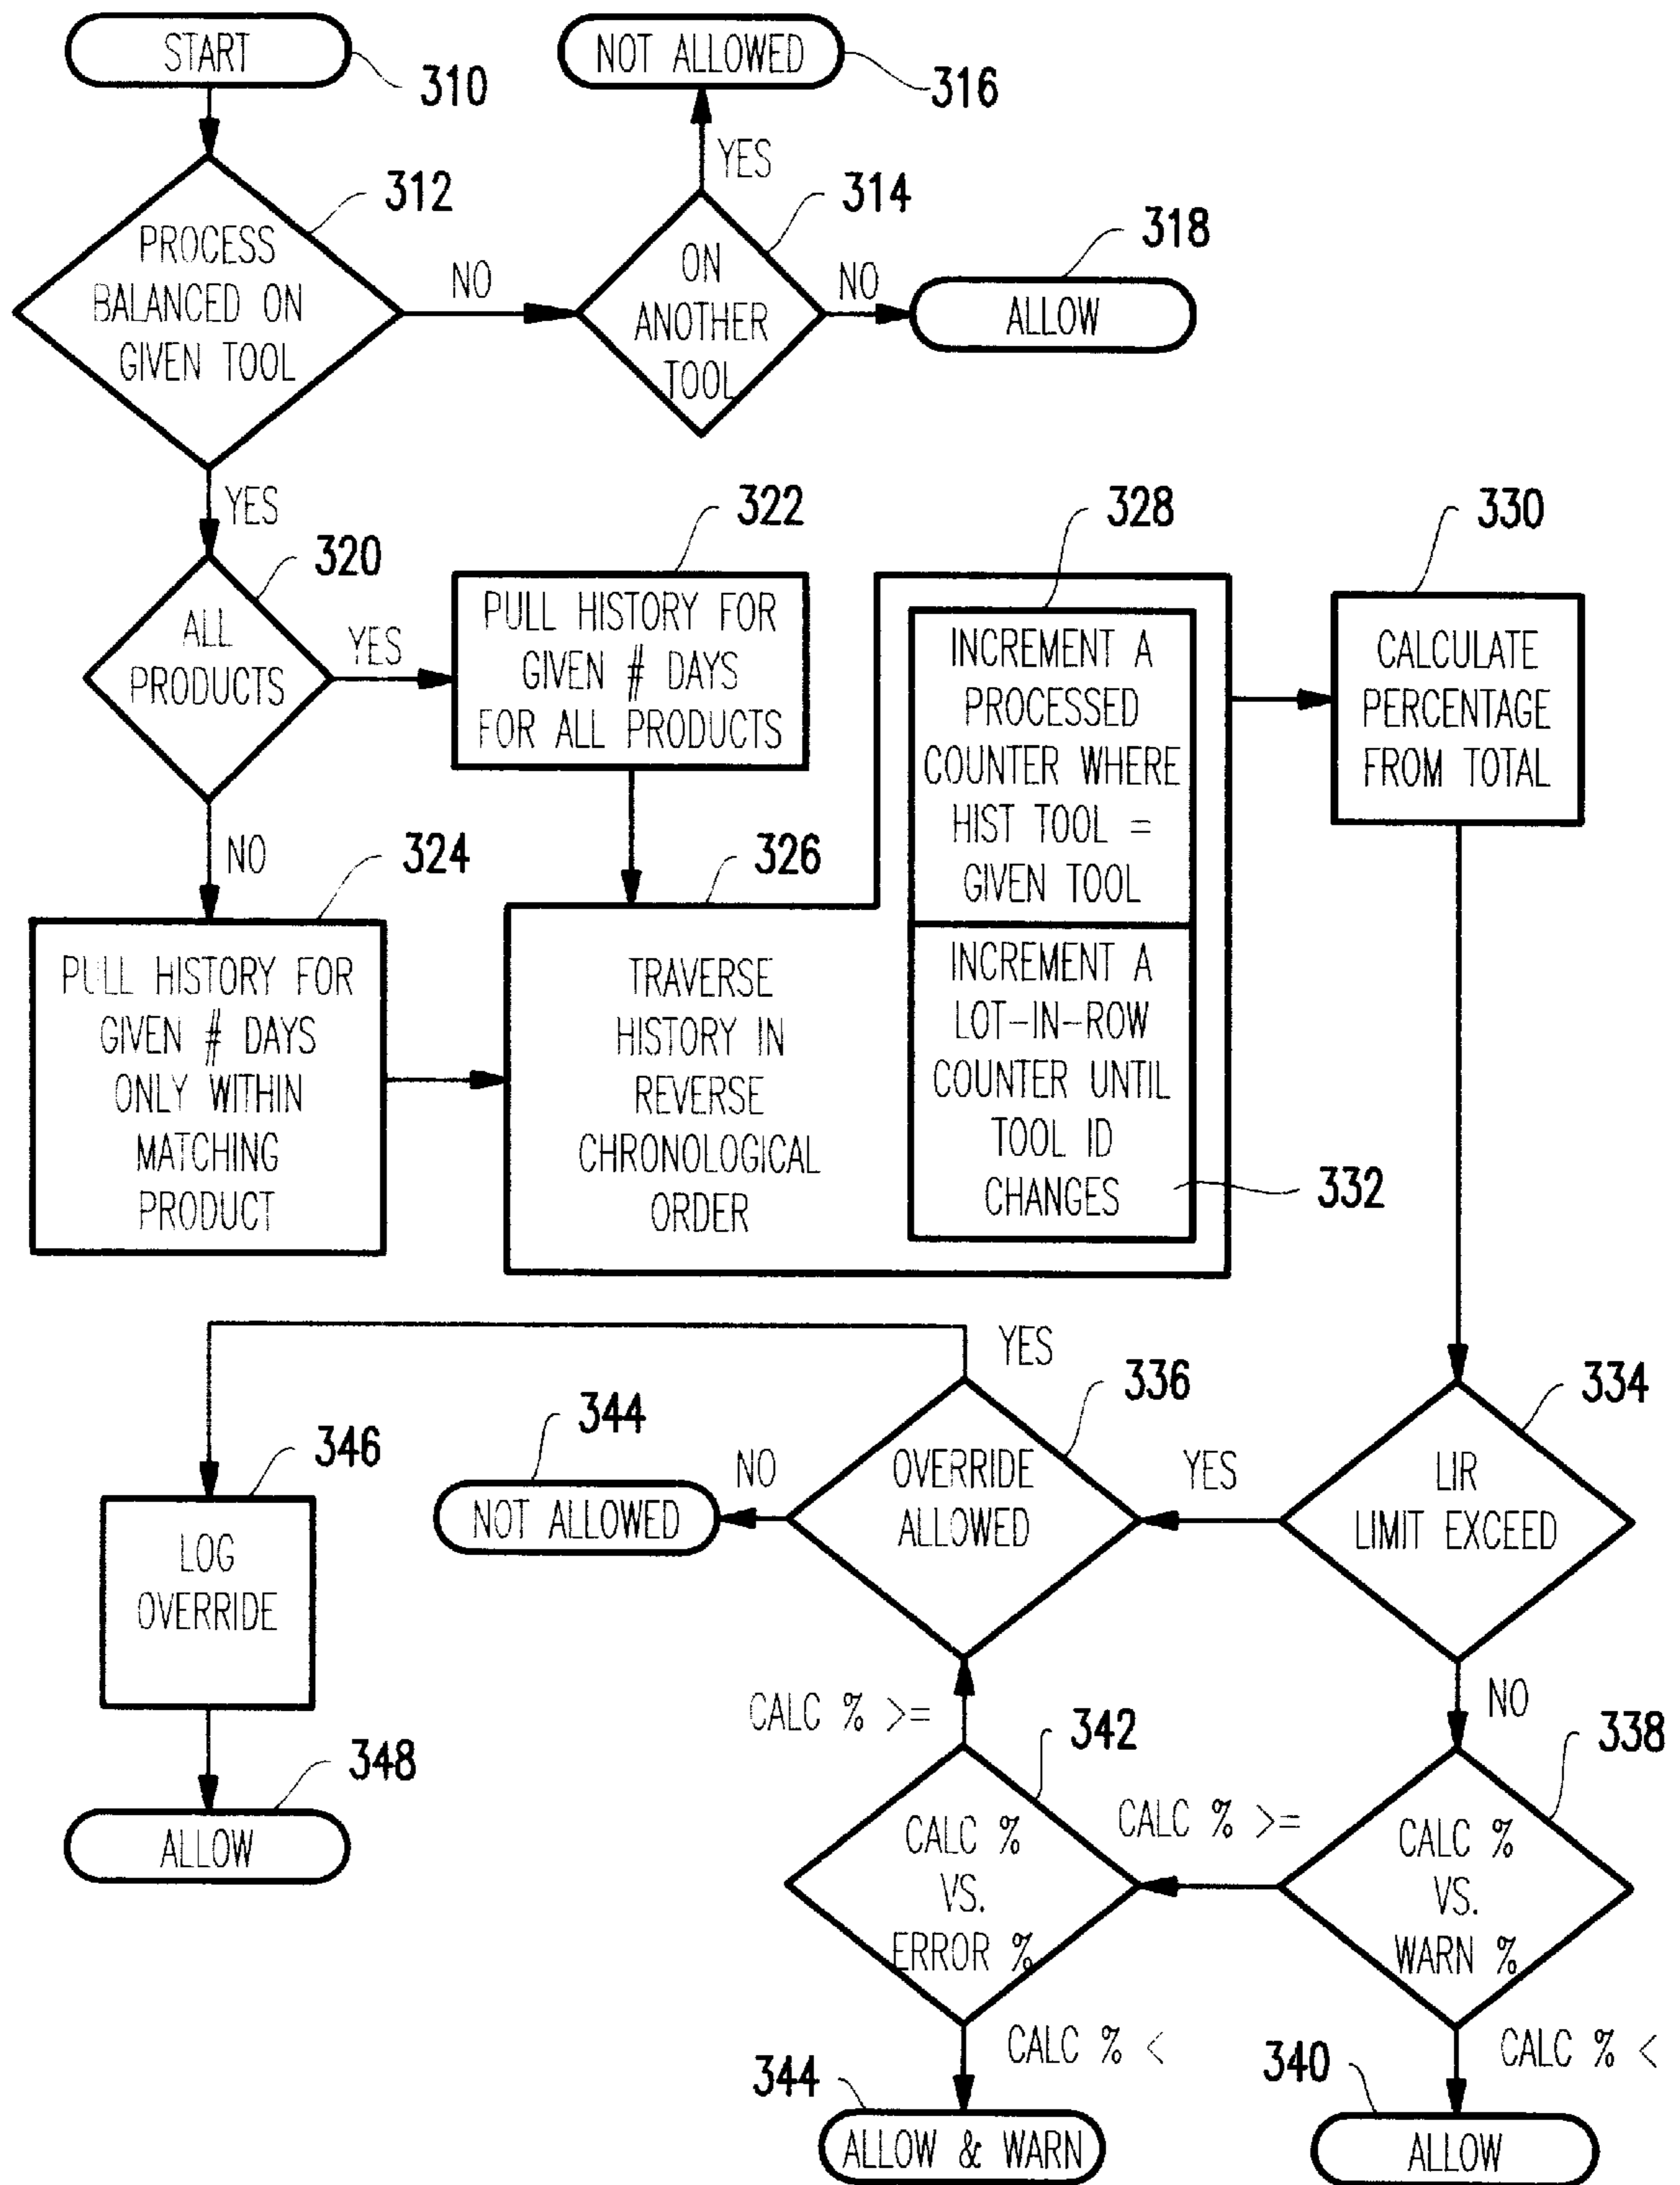 START
310
NOT ALLOWED
316
YES
312
PROCESS
BALANCED ON
GIVEN TOOL
NO
314
ON
ANOTHER
TOOL
NO
318
ALLOW
YES
320
ALL
PRODUCTS
YES
322
PULL HISTORY FOR
GIVEN # DAYS
FOR ALL PRODUCTS
NO
324
PULL HISTORY FOR
GIVEN # DAYS
ONLY WITHIN
MATCHING
PRODUCT
326
TRAVERSE
HISTORY IN
REVERSE
CHRONOLOGICAL
ORDER
328
INCREMENT A
PROCESSED
COUNTER WHERE
HIST TOOL =
GIVEN TOOL
INCREMENT A
LOT-IN-ROW
COUNTER UNTIL
TOOL ID
CHANGES
332
330
CALCULATE
PERCENTAGE
FROM TOTAL
334
LIR
LIMIT EXCEED
YES
336
OVERRIDE
ALLOWED
YES
NO
344
NOT ALLOWED
346
LOG
OVERRIDE
348
ALLOW
NO
338
CALC %
VS.
WARN %
CALC % >=
342
CALC %
VS.
ERROR %
CALC % >=
CALC % <
344
ALLOW & WARN
CALC % <
340
ALLOW